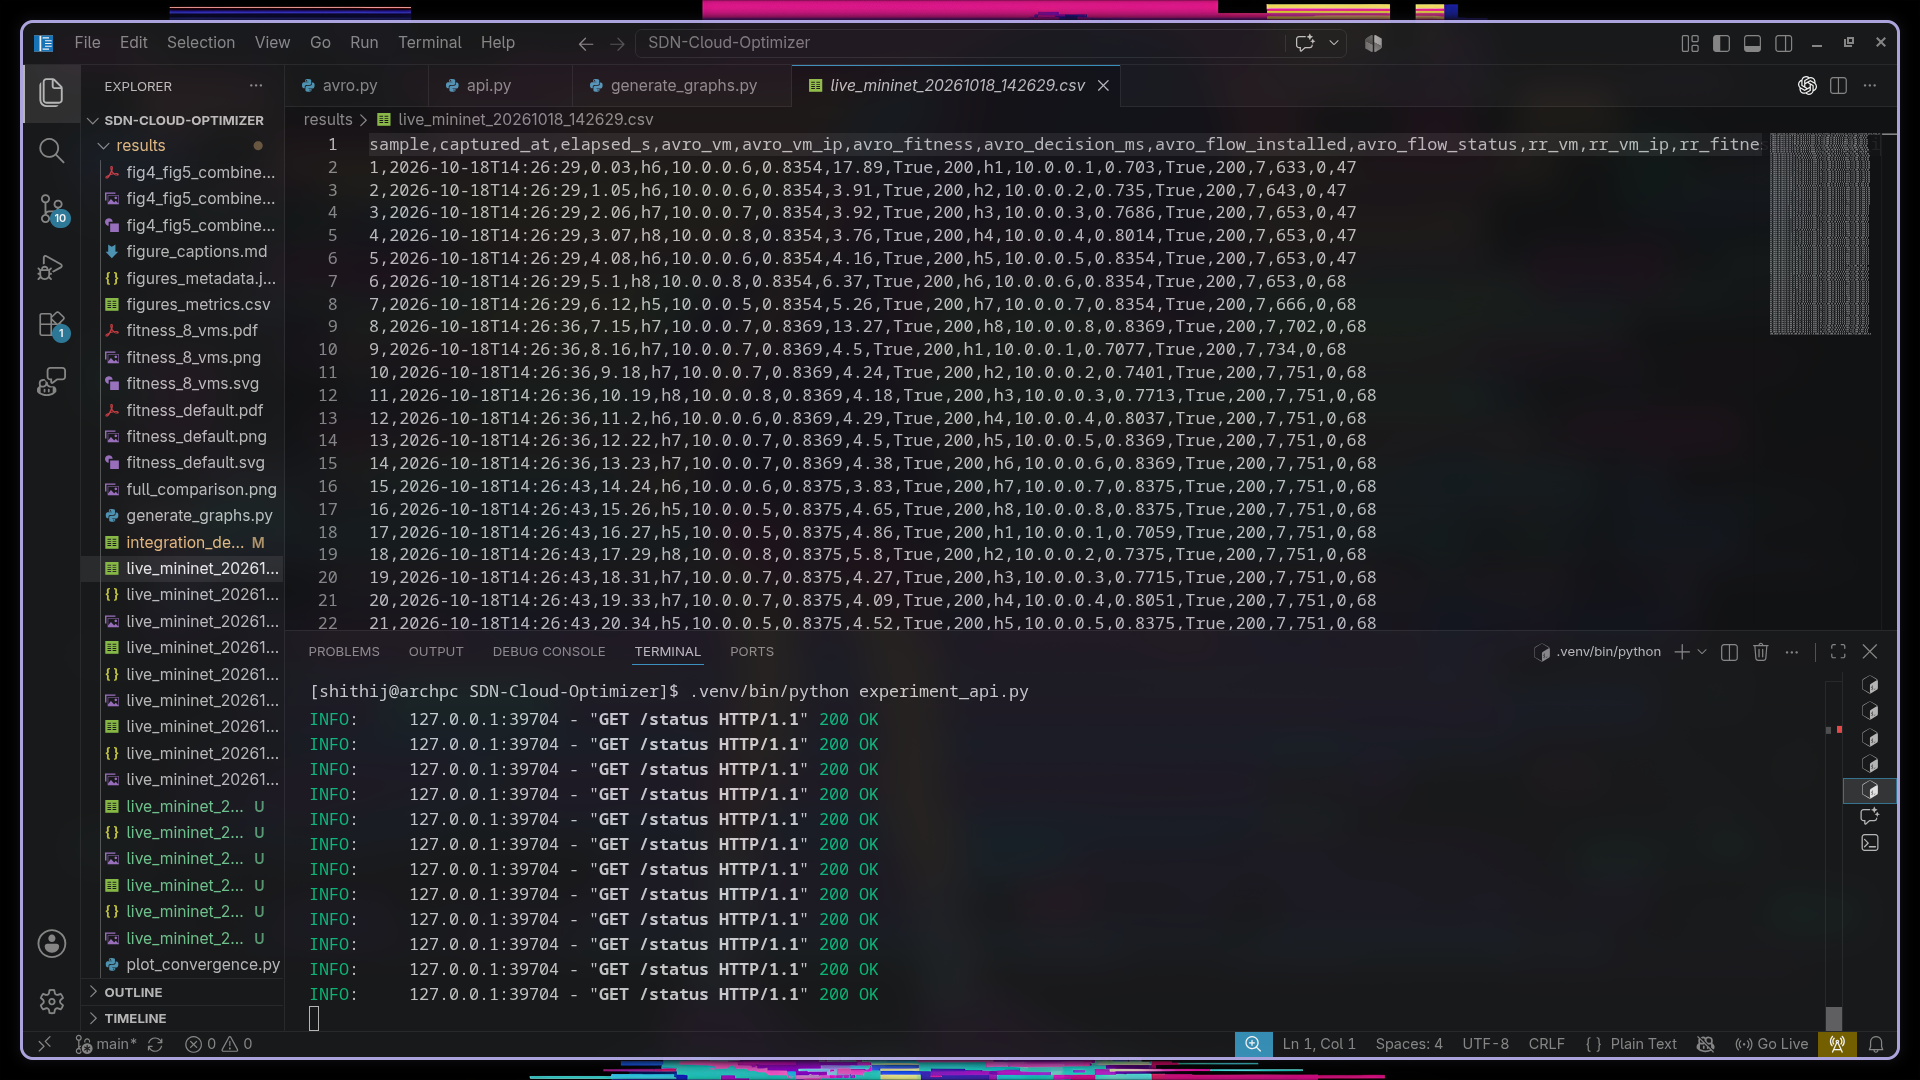 File Edit Selection View Go Run Terminal Help
SDN-Cloud-Optimizer
EXPLORER
SDN-CLOUD-OPTIMIZER
results
fig4_fig5_combine...
fig4_fig5_combine...
fig4_fig5_combine...
figure_captions.md
figures_metadata.j...
figures_metrics.csv
fitness_8_vms.pdf
fitness_8_vms.png
fitness_8_vms.svg
fitness_default.pdf
fitness_default.png
fitness_default.svg
full_comparison.png
generate_graphs.py
integration_de... M
live_mininet_20261...
live_mininet_20261...
live_mininet_20261...
live_mininet_20261...
live_mininet_20261...
live_mininet_20261...
live_mininet_20261...
live_mininet_20261...
live_mininet_20261...
live_mininet_2... U
live_mininet_2... U
live_mininet_2... U
live_mininet_2... U
live_mininet_2... U
live_mininet_2... U
plot_convergence.py
OUTLINE
TIMELINE
10
1
avro.py api.py generate_graphs.py live_mininet_20261018_142629.csv
results > live_mininet_20261018_142629.csv
1 sample,captured_at,elapsed_s,avro_vm,avro_vm_ip,avro_fitness,avro_decision_ms,avro_flow_installed,avro_flow_status,rr_vm,rr_vm_ip,rr_fitne
2 1,2026-10-18T14:26:29,0.03,h6,10.0.0.6,0.8354,17.89,True,200,h1,10.0.0.1,0.703,True,200,7,633,0,47
3 2,2026-10-18T14:26:29,1.05,h6,10.0.0.6,0.8354,3.91,True,200,h2,10.0.0.2,0.735,True,200,7,643,0,47
4 3,2026-10-18T14:26:29,2.06,h7,10.0.0.7,0.8354,3.92,True,200,h3,10.0.0.3,0.7686,True,200,7,653,0,47
5 4,2026-10-18T14:26:29,3.07,h8,10.0.0.8,0.8354,3.76,True,200,h4,10.0.0.4,0.8014,True,200,7,653,0,47
6 5,2026-10-18T14:26:29,4.08,h6,10.0.0.6,0.8354,4.16,True,200,h5,10.0.0.5,0.8354,True,200,7,653,0,47
7 6,2026-10-18T14:26:29,5.1,h8,10.0.0.8,0.8354,6.37,True,200,h6,10.0.0.6,0.8354,True,200,7,653,0,68
8 7,2026-10-18T14:26:29,6.12,h5,10.0.0.5,0.8354,5.26,True,200,h7,10.0.0.7,0.8354,True,200,7,666,0,68
9 8,2026-10-18T14:26:36,7.15,h7,10.0.0.7,0.8369,13.27,True,200,h8,10.0.0.8,0.8369,True,200,7,702,0,68
10 9,2026-10-18T14:26:36,8.16,h7,10.0.0.7,0.8369,4.5,True,200,h1,10.0.0.1,0.7077,True,200,7,734,0,68
11 10,2026-10-18T14:26:36,9.18,h7,10.0.0.7,0.8369,4.24,True,200,h2,10.0.0.2,0.7401,True,200,7,751,0,68
12 11,2026-10-18T14:26:36,10.19,h8,10.0.0.8,0.8369,4.18,True,200,h3,10.0.0.3,0.7713,True,200,7,751,0,68
13 12,2026-10-18T14:26:36,11.2,h6,10.0.0.6,0.8369,4.29,True,200,h4,10.0.0.4,0.8037,True,200,7,751,0,68
14 13,2026-10-18T14:26:36,12.22,h7,10.0.0.7,0.8369,4.5,True,200,h5,10.0.0.5,0.8369,True,200,7,751,0,68
15 14,2026-10-18T14:26:36,13.23,h7,10.0.0.7,0.8369,4.38,True,200,h6,10.0.0.6,0.8369,True,200,7,751,0,68
16 15,2026-10-18T14:26:43,14.24,h6,10.0.0.6,0.8375,3.83,True,200,h7,10.0.0.7,0.8375,True,200,7,751,0,68
17 16,2026-10-18T14:26:43,15.26,h5,10.0.0.5,0.8375,4.65,True,200,h8,10.0.0.8,0.8375,True,200,7,751,0,68
18 17,2026-10-18T14:26:43,16.27,h5,10.0.0.5,0.8375,4.86,True,200,h1,10.0.0.1,0.7059,True,200,7,751,0,68
19 18,2026-10-18T14:26:43,17.29,h8,10.0.0.8,0.8375,5.8,True,200,h2,10.0.0.2,0.7375,True,200,7,751,0,68
20 19,2026-10-18T14:26:43,18.31,h7,10.0.0.7,0.8375,4.27,True,200,h3,10.0.0.3,0.7715,True,200,7,751,0,68
21 20,2026-10-18T14:26:43,19.33,h7,10.0.0.7,0.8375,4.09,True,200,h4,10.0.0.4,0.8051,True,200,7,751,0,68
22 21,2026-10-18T14:26:43,20.34,h5,10.0.0.5,0.8375,4.52,True,200,h5,10.0.0.5,0.8375,True,200,7,751,0,68
PROBLEMS OUTPUT DEBUG CONSOLE TERMINAL PORTS
.venv/bin/python
[shithij@archpc SDN-Cloud-Optimizer]$ .venv/bin/python experiment_api.py
INFO: 127.0.0.1:39704 - "GET /status HTTP/1.1" 200 OK
INFO: 127.0.0.1:39704 - "GET /status HTTP/1.1" 200 OK
INFO: 127.0.0.1:39704 - "GET /status HTTP/1.1" 200 OK
INFO: 127.0.0.1:39704 - "GET /status HTTP/1.1" 200 OK
INFO: 127.0.0.1:39704 - "GET /status HTTP/1.1" 200 OK
INFO: 127.0.0.1:39704 - "GET /status HTTP/1.1" 200 OK
INFO: 127.0.0.1:39704 - "GET /status HTTP/1.1" 200 OK
INFO: 127.0.0.1:39704 - "GET /status HTTP/1.1" 200 OK
INFO: 127.0.0.1:39704 - "GET /status HTTP/1.1" 200 OK
INFO: 127.0.0.1:39704 - "GET /status HTTP/1.1" 200 OK
INFO: 127.0.0.1:39704 - "GET /status HTTP/1.1" 200 OK
INFO: 127.0.0.1:39704 - "GET /status HTTP/1.1" 200 OK
main* 0 0 Ln 1, Col 1 Spaces: 4 UTF-8 CRLF { } Plain Text Go Live